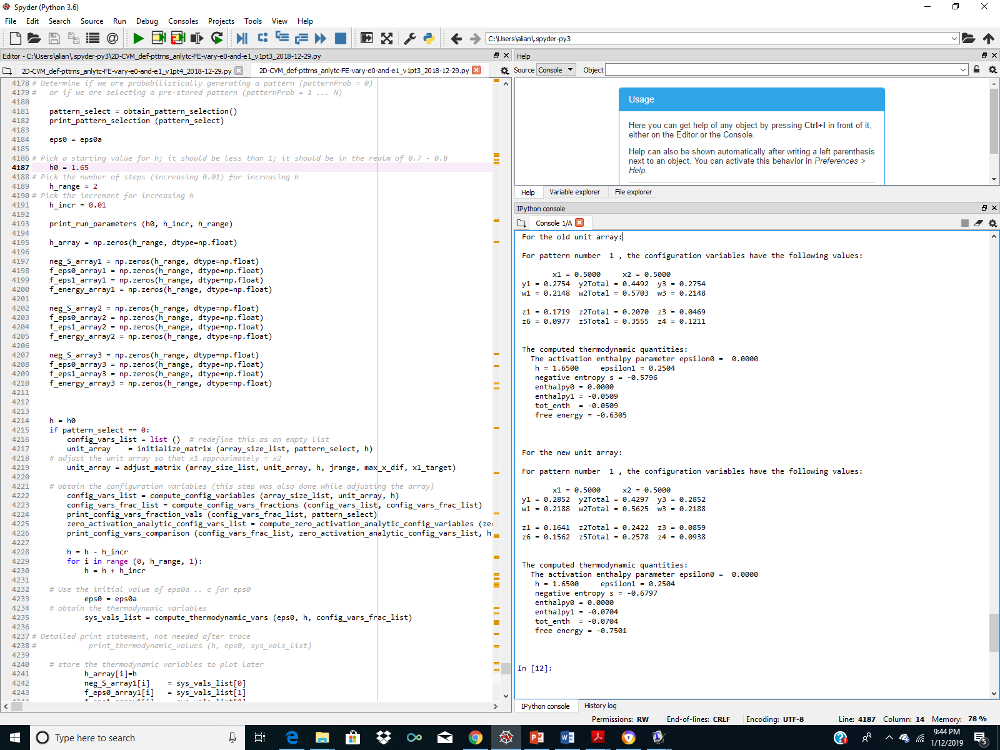 Spyder (Python 3.6)
File Edit Search Source Run Debug Consoles Projects Tools View Help
C:\Users\alian\.spyder-py3
Editor - C:\Users\alian\.spyder-py3\2D-CVM_def-pttrns_anlytc-FE-vary-e0-and-e1_v1pt3_2018-12-29.py
2D-CVM_def-pttrns_anlytc-FE-vary-e0-and-e1_v1pt4_2018-12-29.py 2D-CVM_def-pttrns_anlytc-FE-vary-e0-and-e1_v1pt3_2018-12-29.py
4178 # Determine if we are probabilistically generating a pattern (patternProb = 0)
4179 #   or if we are selecting a pre-stored pattern (patternProb = 1 ... N)
4180
4181     pattern_select = obtain_pattern_selection()
4182     print_pattern_selection (pattern_select)
4183
4184     eps0 = eps0a
4185
4186 # Pick a starting value for h; it should be less than 1; it should be in the realm of 0.7 - 0.8
4187     h0 = 1.65
4188 # Pick the number of steps (increasing 0.01) for increasing h
4189     h_range = 2
4190 # Pick the increment for increasing h
4191     h_incr = 0.01
4192
4193     print_run_parameters (h0, h_incr, h_range)
4194
4195     h_array = np.zeros(h_range, dtype=np.float)
4196
4197     neg_S_array1 = np.zeros(h_range, dtype=np.float)
4198     f_eps0_array1 = np.zeros(h_range, dtype=np.float)
4199     f_eps1_array1 = np.zeros(h_range, dtype=np.float)
4200     f_energy_array1 = np.zeros(h_range, dtype=np.float)
4201
4202     neg_S_array2 = np.zeros(h_range, dtype=np.float)
4203     f_eps0_array2 = np.zeros(h_range, dtype=np.float)
4204     f_eps1_array2 = np.zeros(h_range, dtype=np.float)
4205     f_energy_array2 = np.zeros(h_range, dtype=np.float)
4206
4207     neg_S_array3 = np.zeros(h_range, dtype=np.float)
4208     f_eps0_array3 = np.zeros(h_range, dtype=np.float)
4209     f_eps1_array3 = np.zeros(h_range, dtype=np.float)
4210     f_energy_array3 = np.zeros(h_range, dtype=np.float)
4211
4212
4213
4214     h = h0
4215     if pattern_select == 0:
4216         config_vars_list = list ()  # redefine this as an empty list
4217         unit_array    = initialize_matrix (array_size_list, pattern_select, h)
4218     # adjust the unit array so that x1 approximately = x2
4219         unit_array = adjust_matrix (array_size_list, unit_array, h, jrange, max_x_dif, x1_target)
4220
4221     # obtain the configuration variables (this step was also done while adjusting the array)
4222         config_vars_list = compute_config_variables (array_size_list, unit_array, h)
4223         config_vars_frac_list = compute_config_vars_fractions (config_vars_list, config_vars_frac_list)
4224         print_config_vars_fraction_vals (config_vars_frac_list, pattern_select)
4225         zero_activation_analytic_config_vars_list = compute_zero_activation_analytic_config_variables (ze
4226         print_config_vars_comparison (config_vars_frac_list, zero_activation_analytic_config_vars_list, h
4227
4228         h = h - h_incr
4229         for i in range (0, h_range, 1):
4230             h = h + h_incr
4231
4232     # Use the initial value of eps0a .. c for eps0
4233             eps0 = eps0a
4234     # obtain the thermodynamic variables
4235             sys_vals_list = compute_thermodynamic_vars (eps0, h, config_vars_frac_list)
4236
4237 # Detailed print statement, not needed after trace
4238 #            print_thermodynamic_values (h, eps0, sys_vals_list)
4239
4240     # store the thermodynamic variables to plot later
4241             h_array[i]=h
4242             neg_S_array1[i]    = sys_vals_list[0]
4243             f_eps0_array1[i]   = sys_vals_list[1]
Help
Source Console Object
Usage
Here you can get help of any object by pressing Ctrl+I in front of it,
either on the Editor or the Console.
Help can also be shown automatically after writing a left parenthesis
next to an object. You can activate this behavior in Preferences >
Help.
Help Variable explorer File explorer
IPython console
Console 1/A
For the old unit array:
For pattern number  1 , the configuration variables have the following values:
x1 = 0.5000     x2 = 0.5000
y1 = 0.2754  y2Total = 0.4492  y3 = 0.2754
w1 = 0.2148  w2Total = 0.5703  w3 = 0.2148
z1 = 0.1719  z2Total = 0.2070  z3 = 0.0469
z6 = 0.0977  z5Total = 0.3555  z4 = 0.1211
The computed thermodynamic quantities:
The activation enthalpy parameter epsilon0 =  0.0000
h = 1.6500     epsilon1 = 0.2504
negative entropy s = -0.5796
enthalpy0 = 0.0000
enthalpy1 = -0.0509
tot_enth  = -0.0509
free energy = -0.6305
For the new unit array:
For pattern number  1 , the configuration variables have the following values:
x1 = 0.5000     x2 = 0.5000
y1 = 0.2852  y2Total = 0.4297  y3 = 0.2852
w1 = 0.2188  w2Total = 0.5625  w3 = 0.2188
z1 = 0.1641  z2Total = 0.2422  z3 = 0.0859
z6 = 0.1562  z5Total = 0.2578  z4 = 0.0938
The computed thermodynamic quantities:
The activation enthalpy parameter epsilon0 =  0.0000
h = 1.6500     epsilon1 = 0.2504
negative entropy s = -0.6797
enthalpy0 = 0.0000
enthalpy1 = -0.0704
tot_enth  = -0.0704
free energy = -0.7501
In [12]:
IPython console History log
Permissions: RW End-of-lines: CRLF Encoding: UTF-8 Line: 4187 Column: 14 Memory: 78 %
Type here to search
9:44 PM
1/12/2019
5